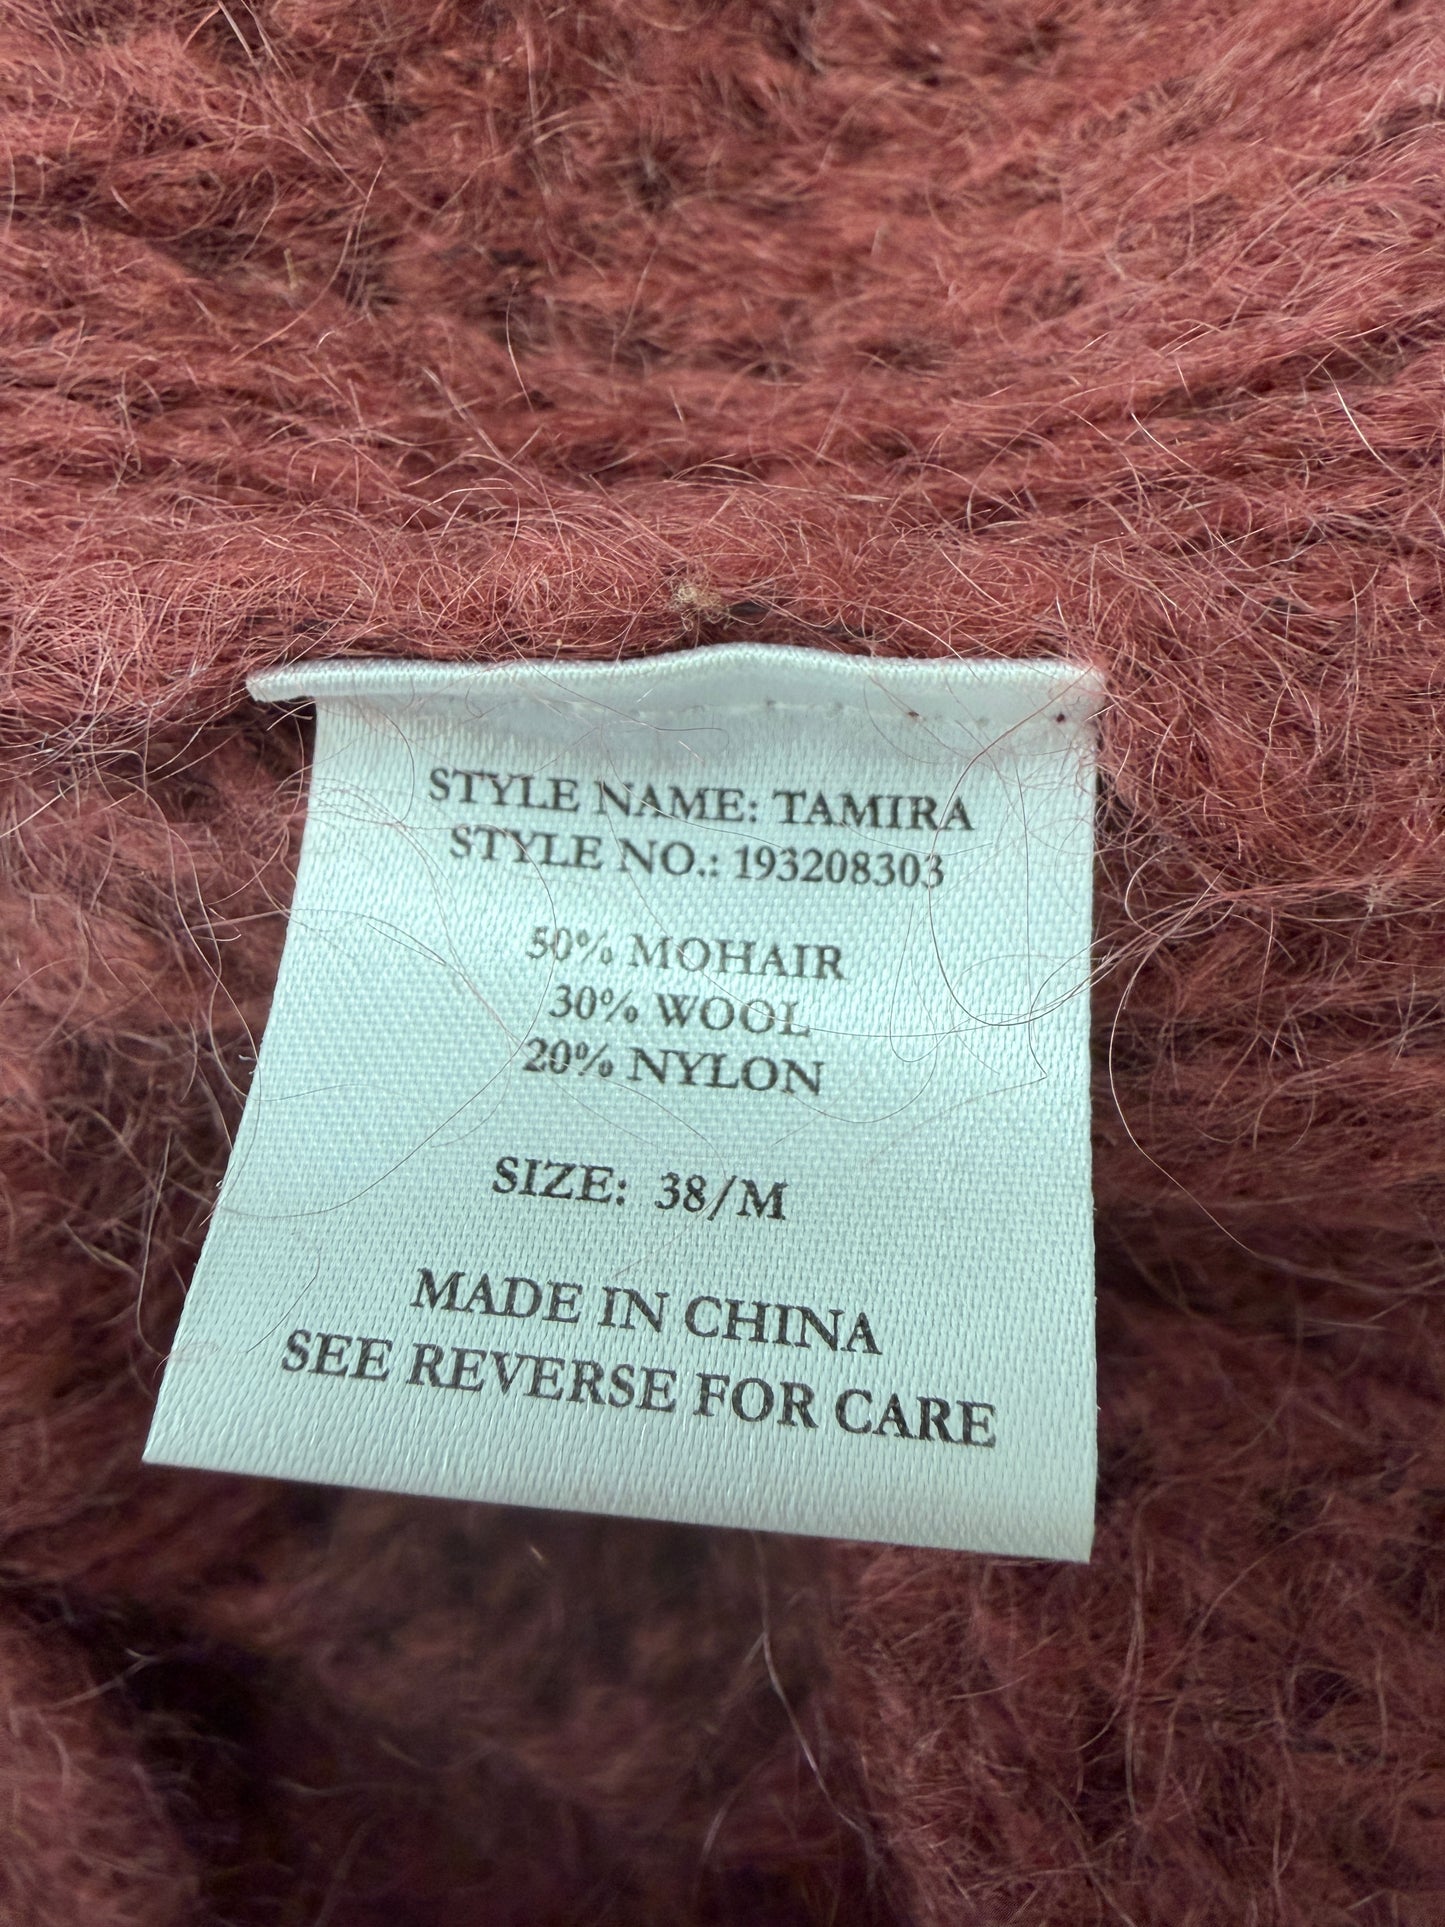 STYLE NAME: TAMIRA
STYLE NO.: 193208303
50% MOHAIR
30% WOOL
20% NYLON
SIZE: 38/M
MADE IN CHINA
SEE REVERSE FOR CARE